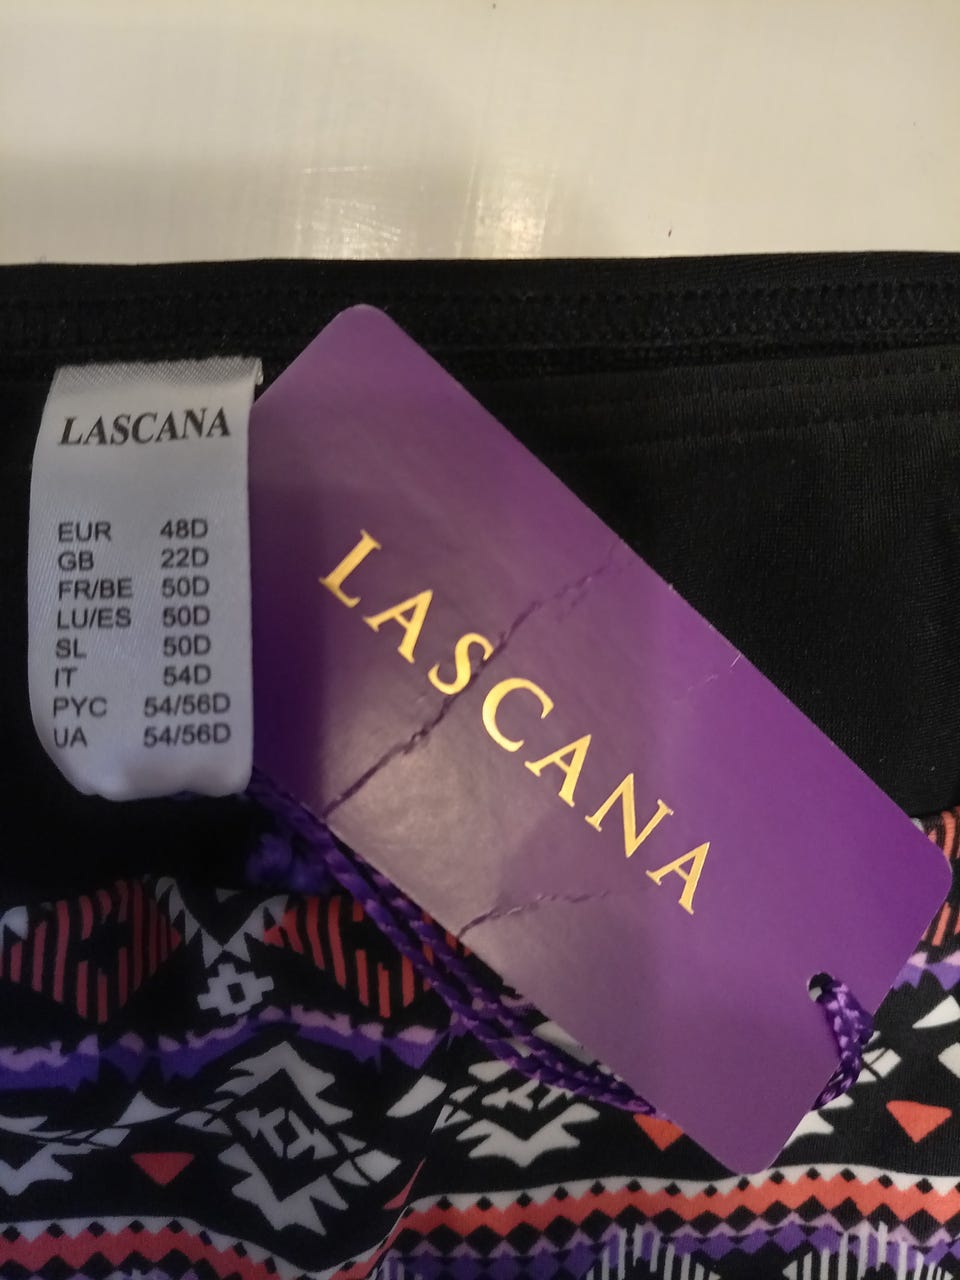 LASCANA
EUR 48D
GB 22D
FR/BE 50D
LU/ES 50D
SL 50D
IT 54D
PYC 54/56D
UA 54/56D
LASCANA